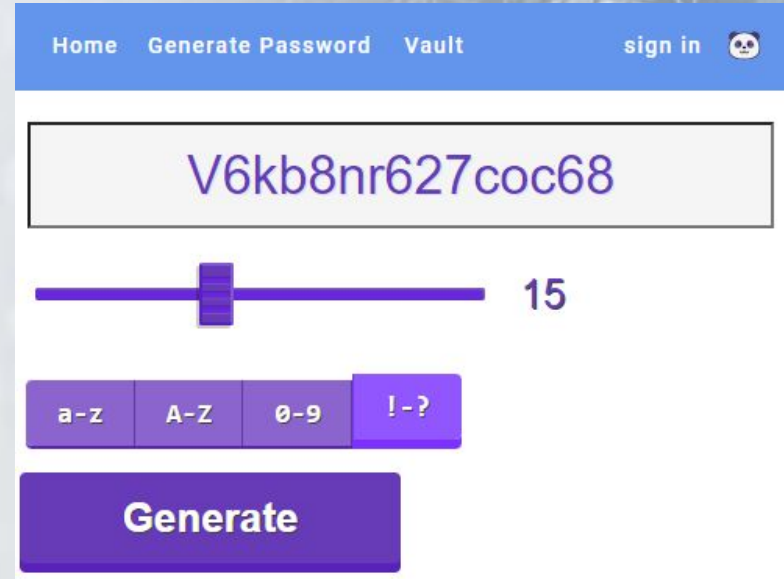 Home Generate Password Vault sign in
V6kb8nr627coc68
15
a-z A-Z 0-9 !-?
Generate